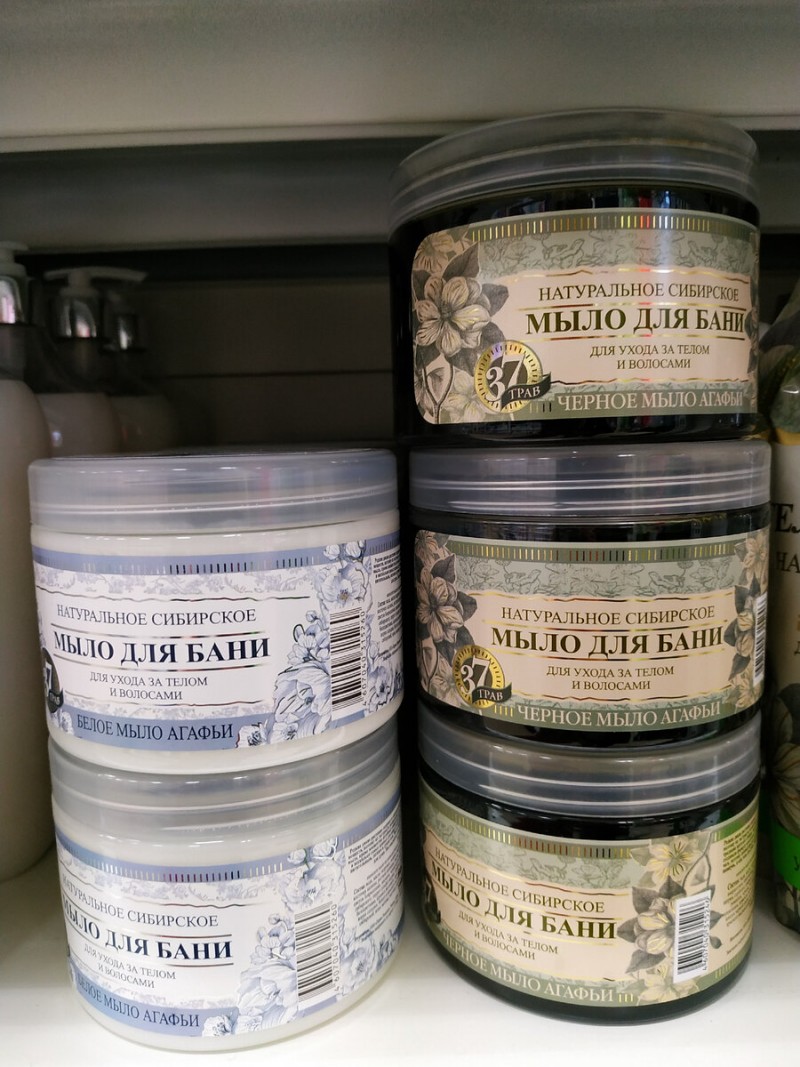 НАТУРАЛЬНОЕ СИБИРСКОЕ
МЫЛО ДЛЯ БАНИ
ДЛЯ УХОДА ЗА ТЕЛОМ
И ВОЛОСАМИ
37
ТРАВ
ЧЕРНОЕ МЫЛО АГАФЬИ
НАТУРАЛЬНОЕ СИБИРСКОЕ
МЫЛО ДЛЯ БАНИ
ДЛЯ УХОДА ЗА ТЕЛОМ
И ВОЛОСАМИ
БЕЛОЕ МЫЛО АГАФЬИ
НАТУРАЛЬНОЕ СИБИРСКОЕ
МЫЛО ДЛЯ БАНИ
ДЛЯ УХОДА ЗА ТЕЛОМ
И ВОЛОСАМИ
37
ТРАВ
ЧЕРНОЕ МЫЛО АГАФЬИ
НАТУРАЛЬНОЕ СИБИРСКОЕ
МЫЛО ДЛЯ БАНИ
ДЛЯ УХОДА ЗА ТЕЛОМ
И ВОЛОСАМИ
БЕЛОЕ МЫЛО АГАФЬИ
НАТУРАЛЬНОЕ СИБИРСКОЕ
МЫЛО ДЛЯ БАНИ
ДЛЯ УХОДА ЗА ТЕЛОМ
И ВОЛОСАМИ
ЧЕРНОЕ МЫЛО АГАФЬИ